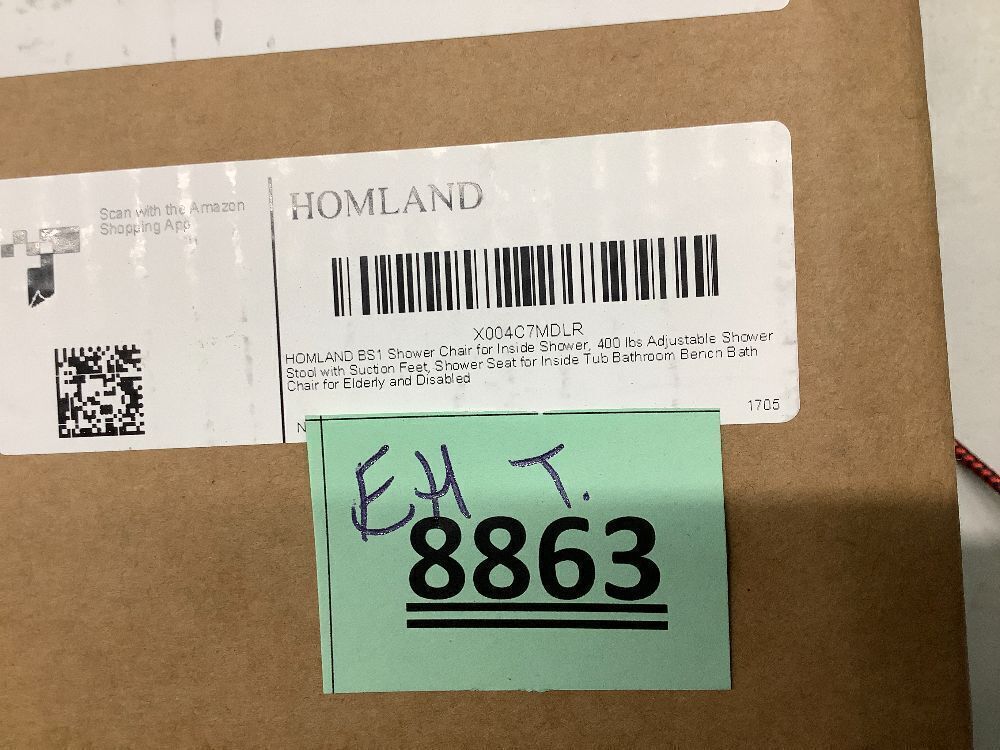 Scan with the Amazon
Shopping App
HOMLAND
X004C7MDLR
HOMLAND BS1 Shower Chair for Inside Shower, 400 lbs Adjustable Shower
Stool with Suction Feet, Shower Seat for Inside Tub Bathroom Bench Bath
Chair for Elderly and Disabled
1705
EH T.
8863